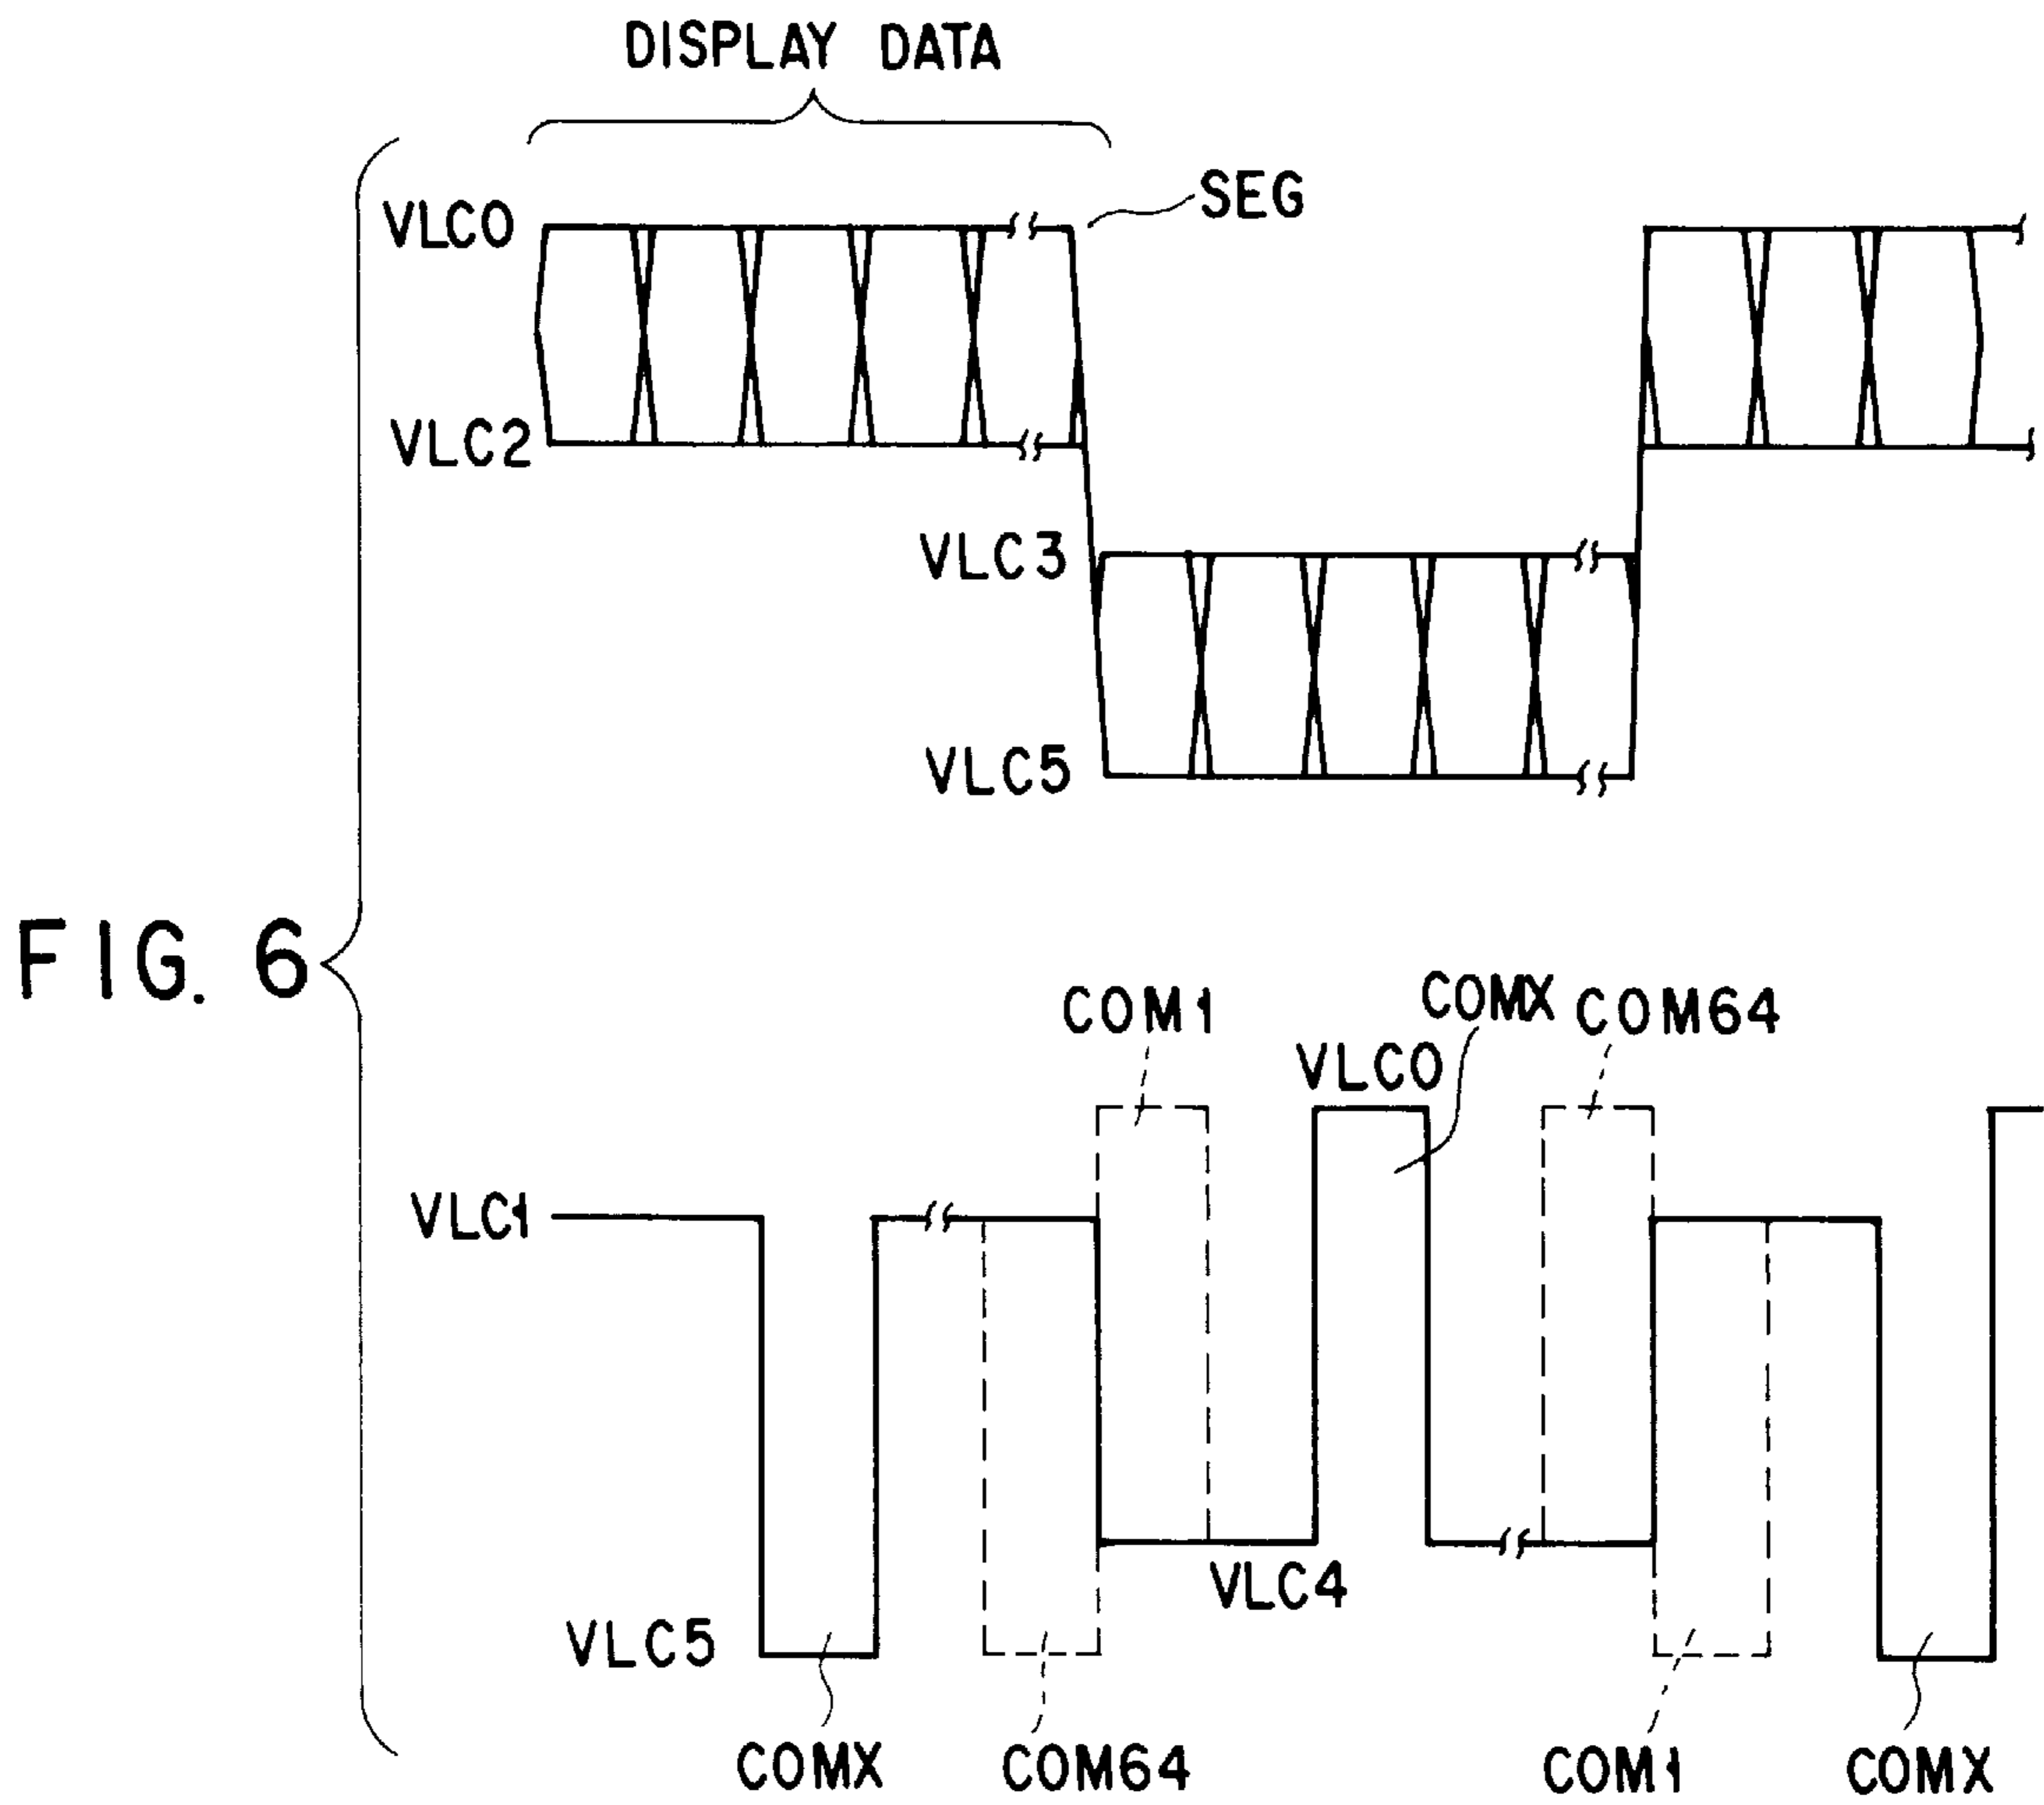 DISPLAY DATA
SEG
VLC0
VLC2
VLC3
VLC5
FIG. 6
COM1
COMX
COM64
VLC0
VLC1
VLC4
VLC5
COMX
COM64
COM1
COMX